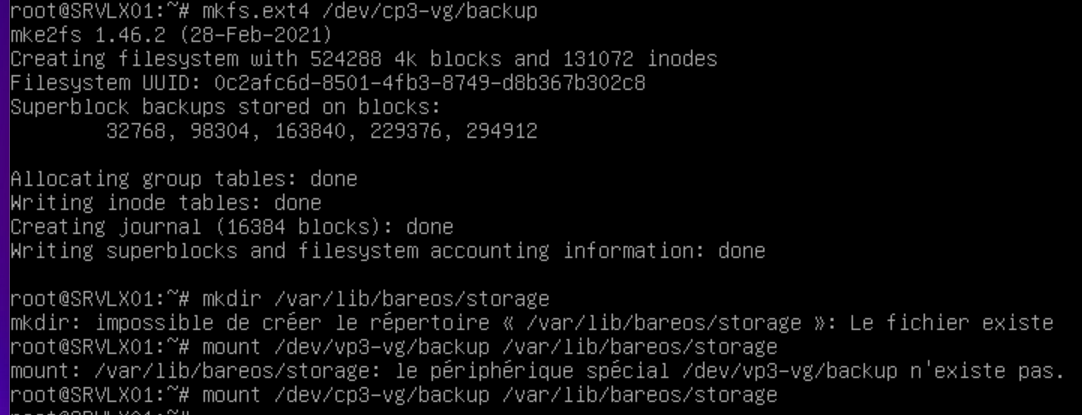 root@SRVLX01:~# mkfs.ext4 /dev/cp3-vg/backup
mke2fs 1.46.2 (28-Feb-2021)
Creating filesystem with 524288 4k blocks and 131072 inodes
Filesystem UUID: 0c2afc6d-8501-4fb3-8749-d8b367b302c8
Superblock backups stored on blocks:
32768, 98304, 163840, 229376, 294912
Allocating group tables: done
Writing inode tables: done
Creating journal (16384 blocks): done
Writing superblocks and filesystem accounting information: done
root@SRVLX01:~# mkdir /var/lib/bareos/storage
mkdir: impossible de créer le répertoire « /var/lib/bareos/storage »: Le fichier existe
root@SRVLX01:~# mount /dev/vp3-vg/backup /var/lib/bareos/storage
mount: /var/lib/bareos/storage: le périphérique spécial /dev/vp3-vg/backup n'existe pas.
root@SRVLX01:~# mount /dev/cp3-vg/backup /var/lib/bareos/storage